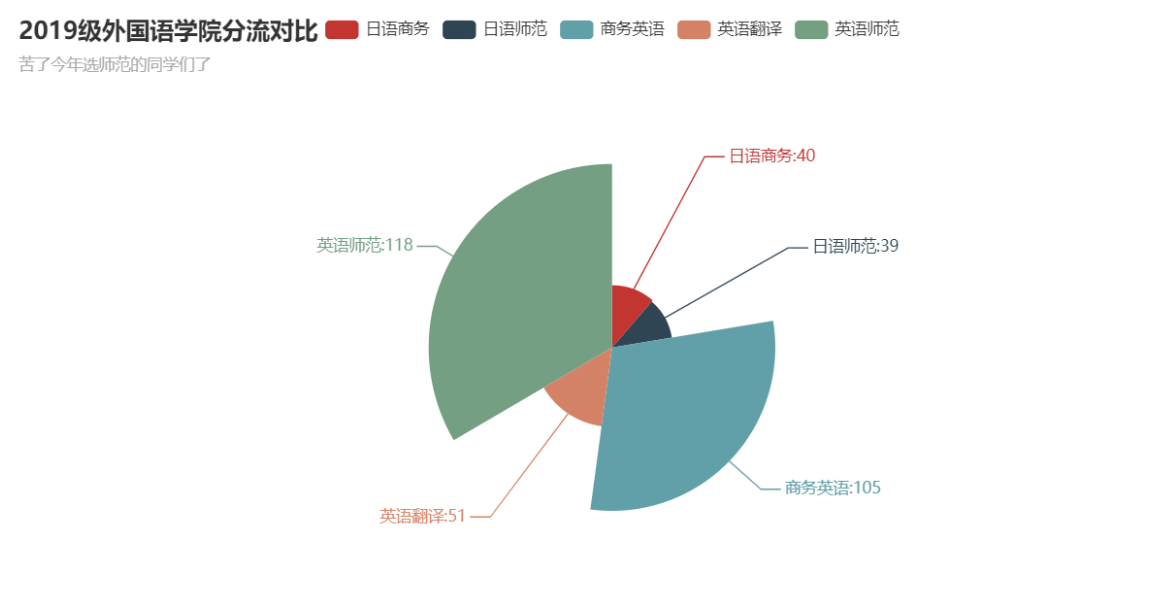 2019级外国语学院分流对比
日语商务
日语师范
商务英语
英语翻译
英语师范
苦了今年选师范的同学们了
日语商务:40
英语师范:118
日语师范:39
商务英语:105
英语翻译:51